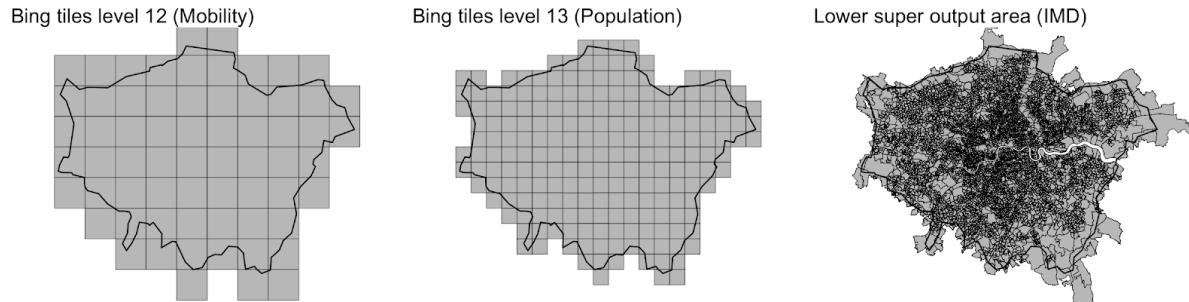 Bing tiles level 12 (Mobility)
Bing tiles level 13 (Population)
Lower super output area (IMD)